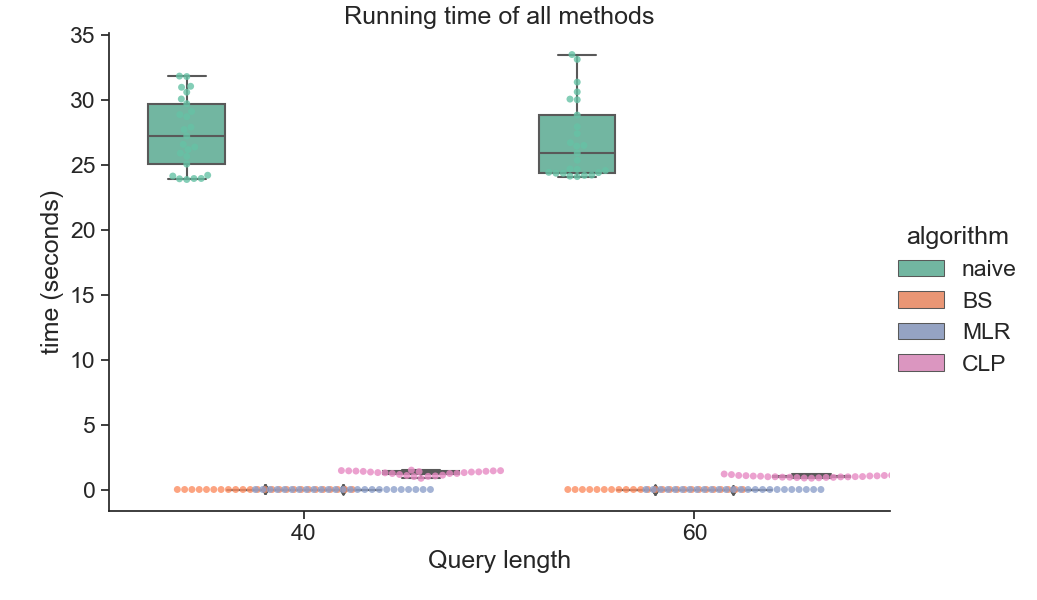 Running time of all methods
35
30
25
20
15
10
5
0
time (seconds)
40
60
Query length
algorithm
naive
BS
MLR
CLP